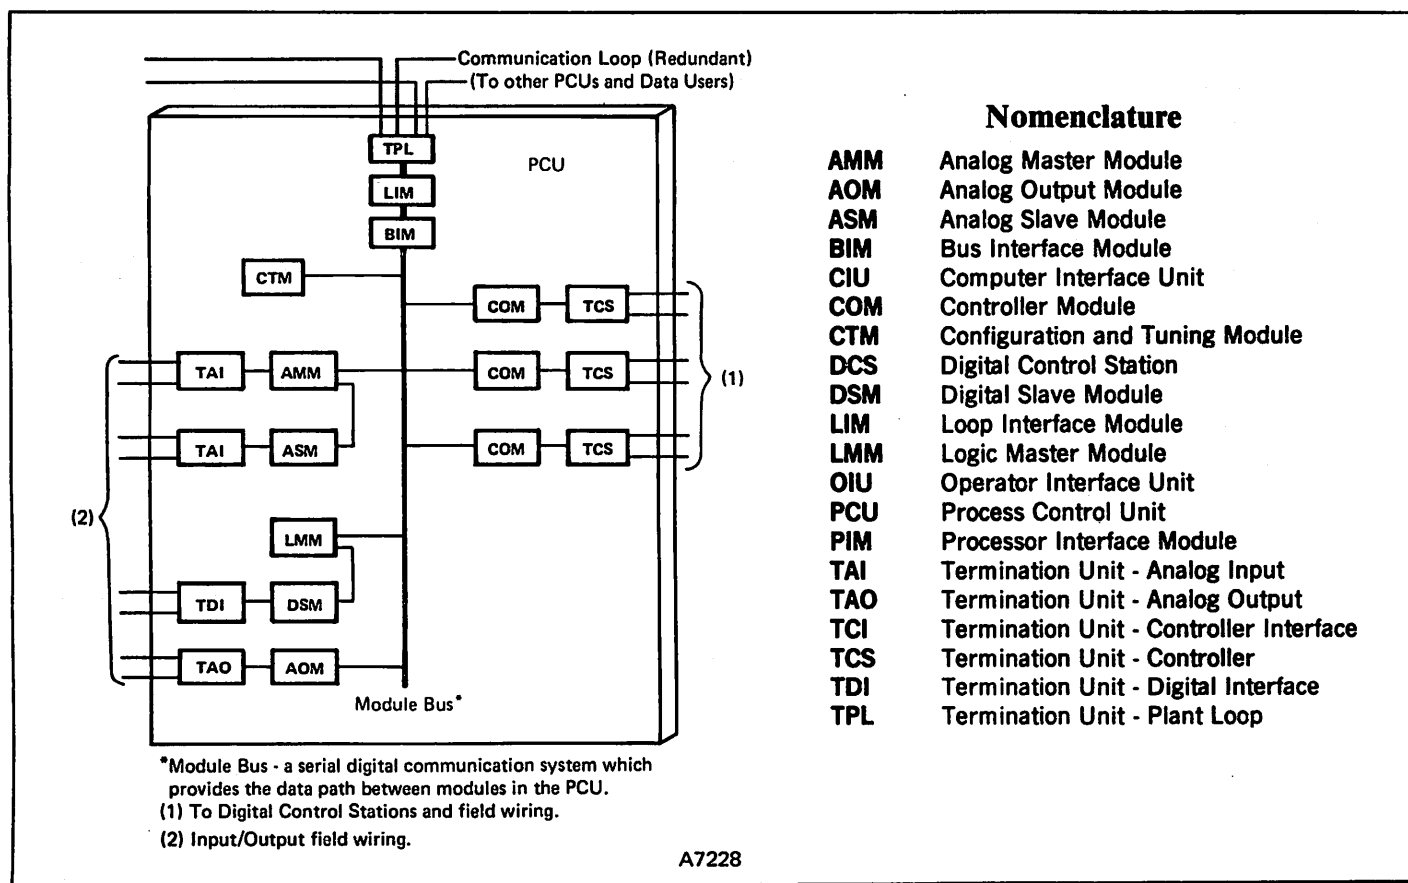 Communication Loop (Redundant)
(To other PCUs and Data Users)
TPL
PCU
LIM
BIM
CTM
COM
TCS
TAI
AMM
COM
TCS
(1)
TAI
ASM
COM
TCS
(2)
LMM
TDI
DSM
TAO
AOM
Module Bus*
*Module Bus - a serial digital communication system which
provides the data path between modules in the PCU.
(1) To Digital Control Stations and field wiring.
(2) Input/Output field wiring.
A7228
Nomenclature
AMM Analog Master Module
AOM Analog Output Module
ASM Analog Slave Module
BIM Bus Interface Module
CIU Computer Interface Unit
COM Controller Module
CTM Configuration and Tuning Module
DCS Digital Control Station
DSM Digital Slave Module
LIM Loop Interface Module
LMM Logic Master Module
OIU Operator Interface Unit
PCU Process Control Unit
PIM Processor Interface Module
TAI Termination Unit - Analog Input
TAO Termination Unit - Analog Output
TCI Termination Unit - Controller Interface
TCS Termination Unit - Controller
TDI Termination Unit - Digital Interface
TPL Termination Unit - Plant Loop